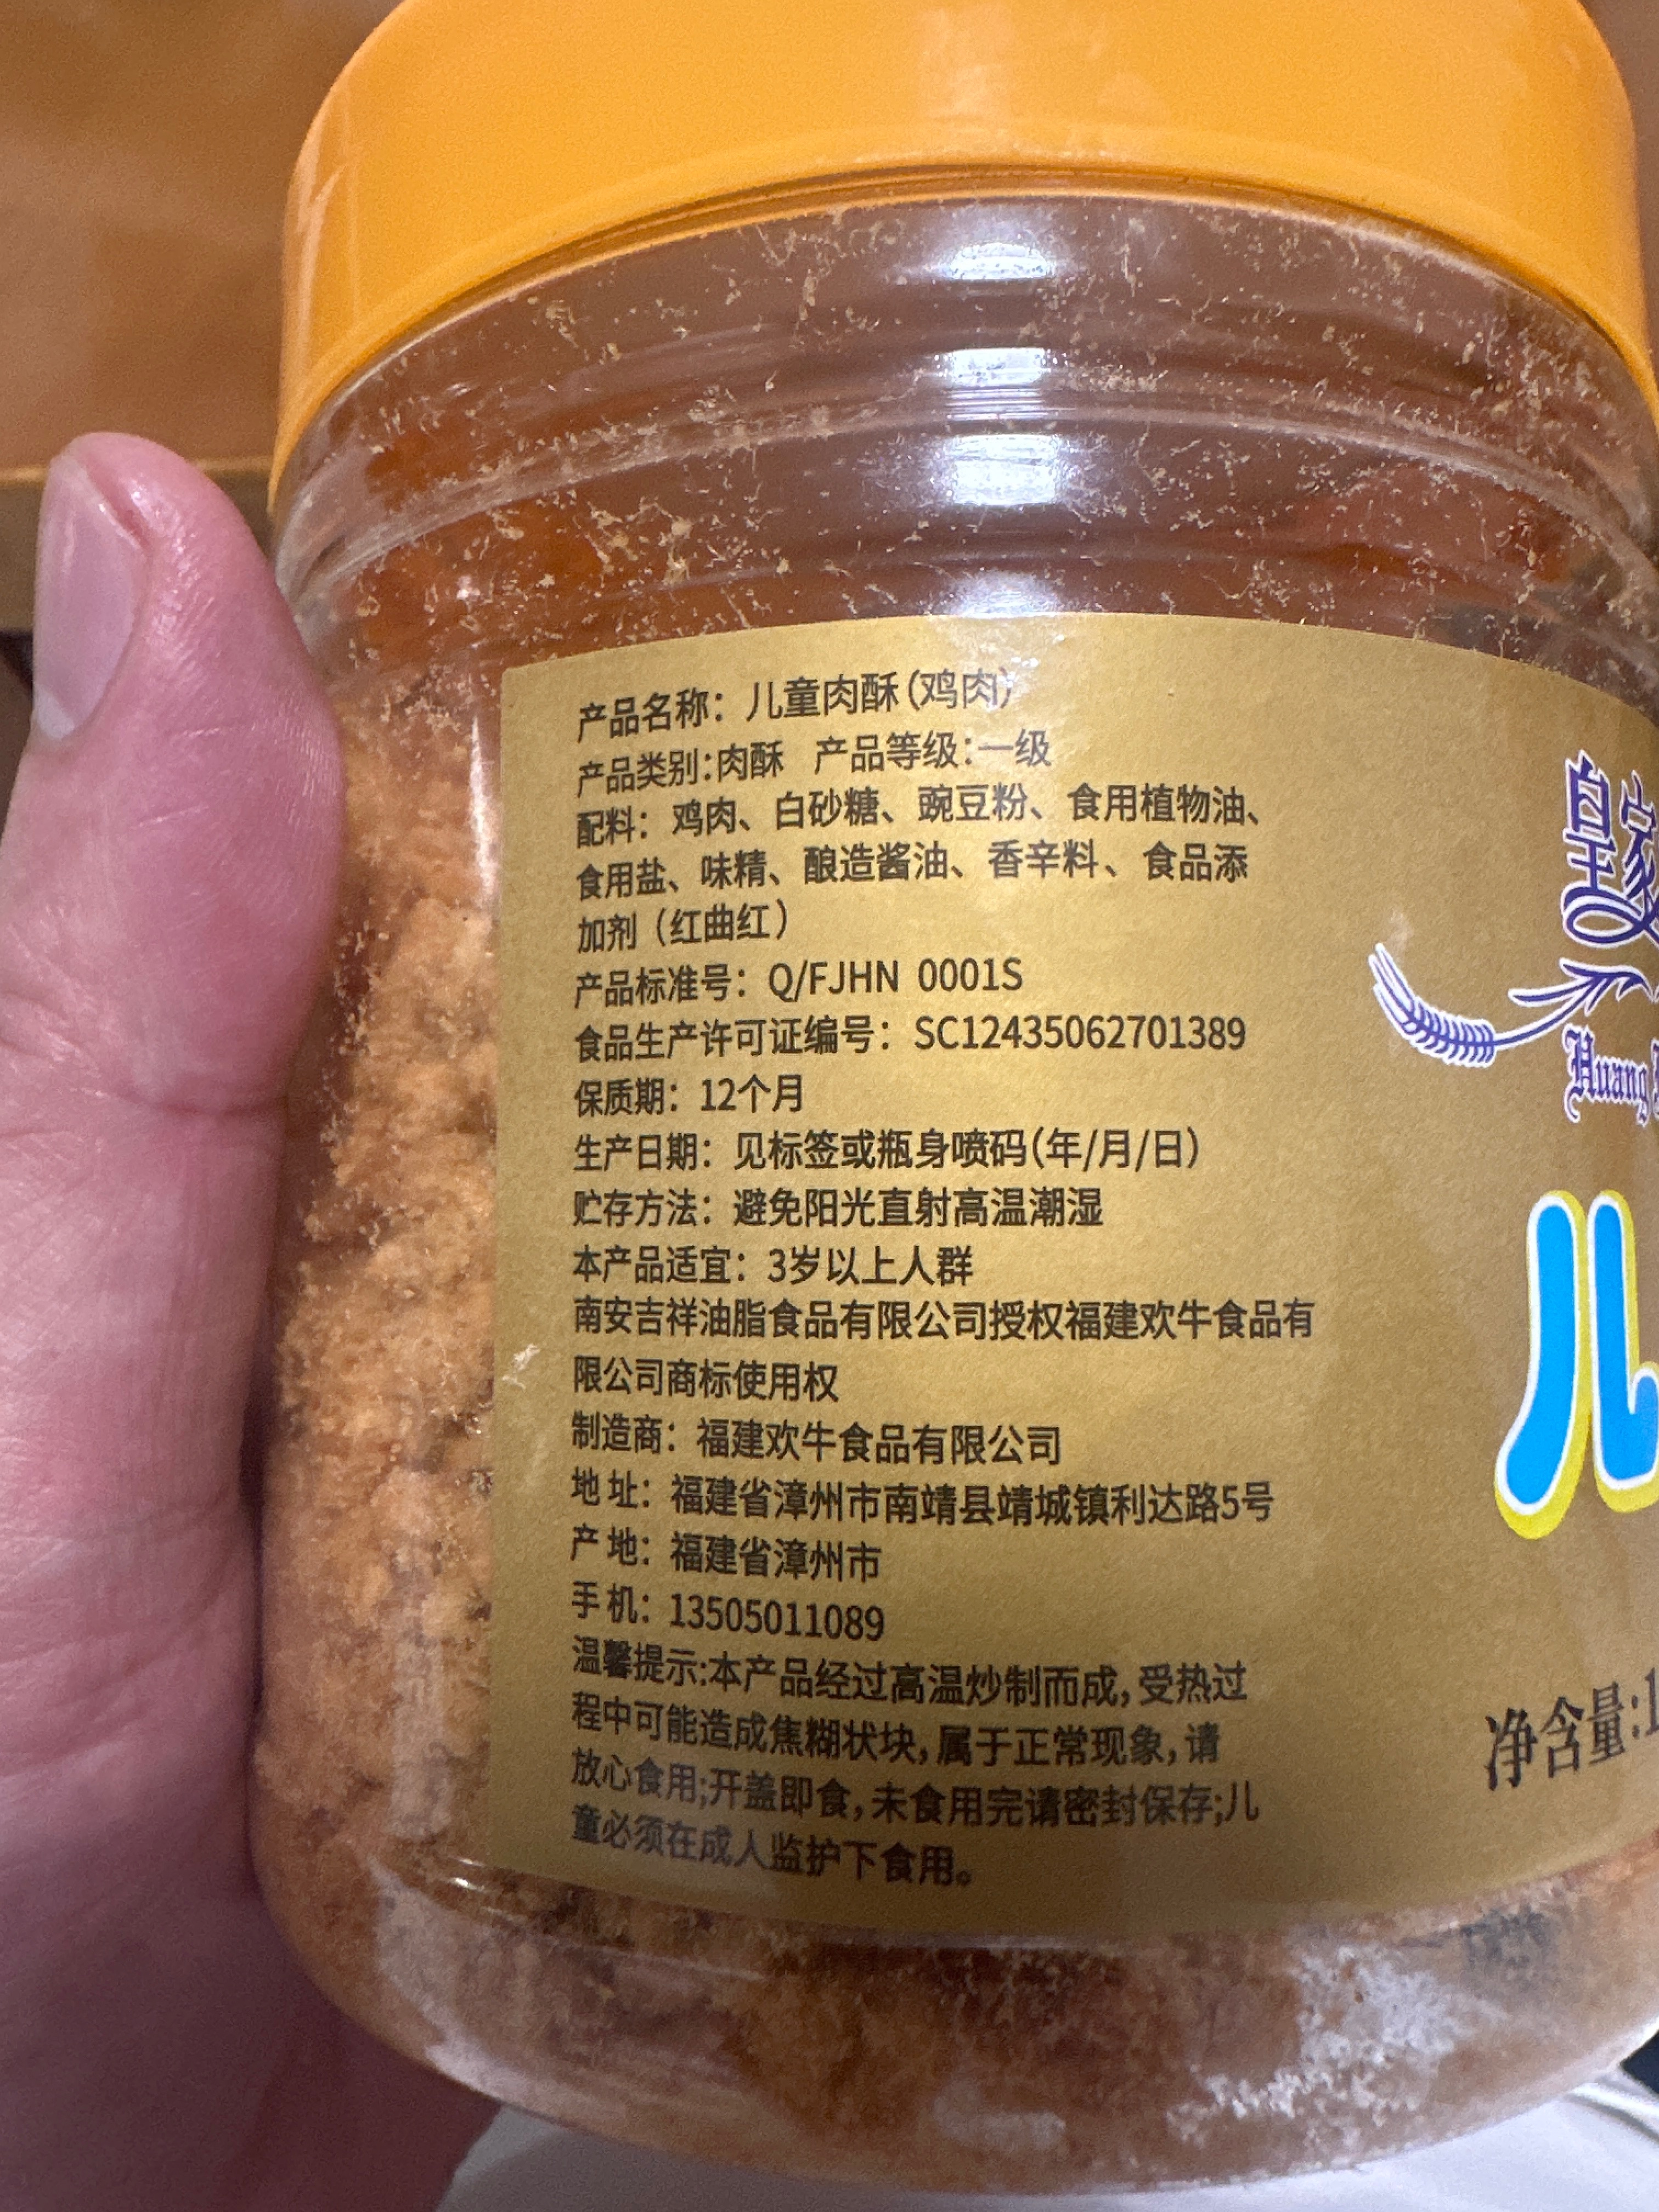 产品名称：儿童肉酥（鸡肉）
产品类别：肉酥 产品等级：一级
配料：鸡肉、白砂糖、豌豆粉、食用植物油、
食用盐、味精、酿造酱油、香辛料、食品添
加剂（红曲红）
产品标准号：Q/FJHN 0001S
食品生产许可证编号：SC12435062701389
保质期：12个月
生产日期：见标签或瓶身喷码（年/月/日）
贮存方法：避免阳光直射高温潮湿
本产品适宜：3岁以上人群
南安吉祥油脂食品有限公司授权福建欢牛食品有
限公司商标使用权
制造商：福建欢牛食品有限公司
地址：福建省漳州市南靖县靖城镇利达路5号
产地：福建省漳州市
手机：13505011089
温馨提示：本产品经过高温炒制而成，受热过
程中可能造成焦糊状块，属于正常现象，请
放心食用；开盖即食，未食用完请密封保存；儿
童必须在成人监护下食用。
皇家
Huang
儿
净含量：1